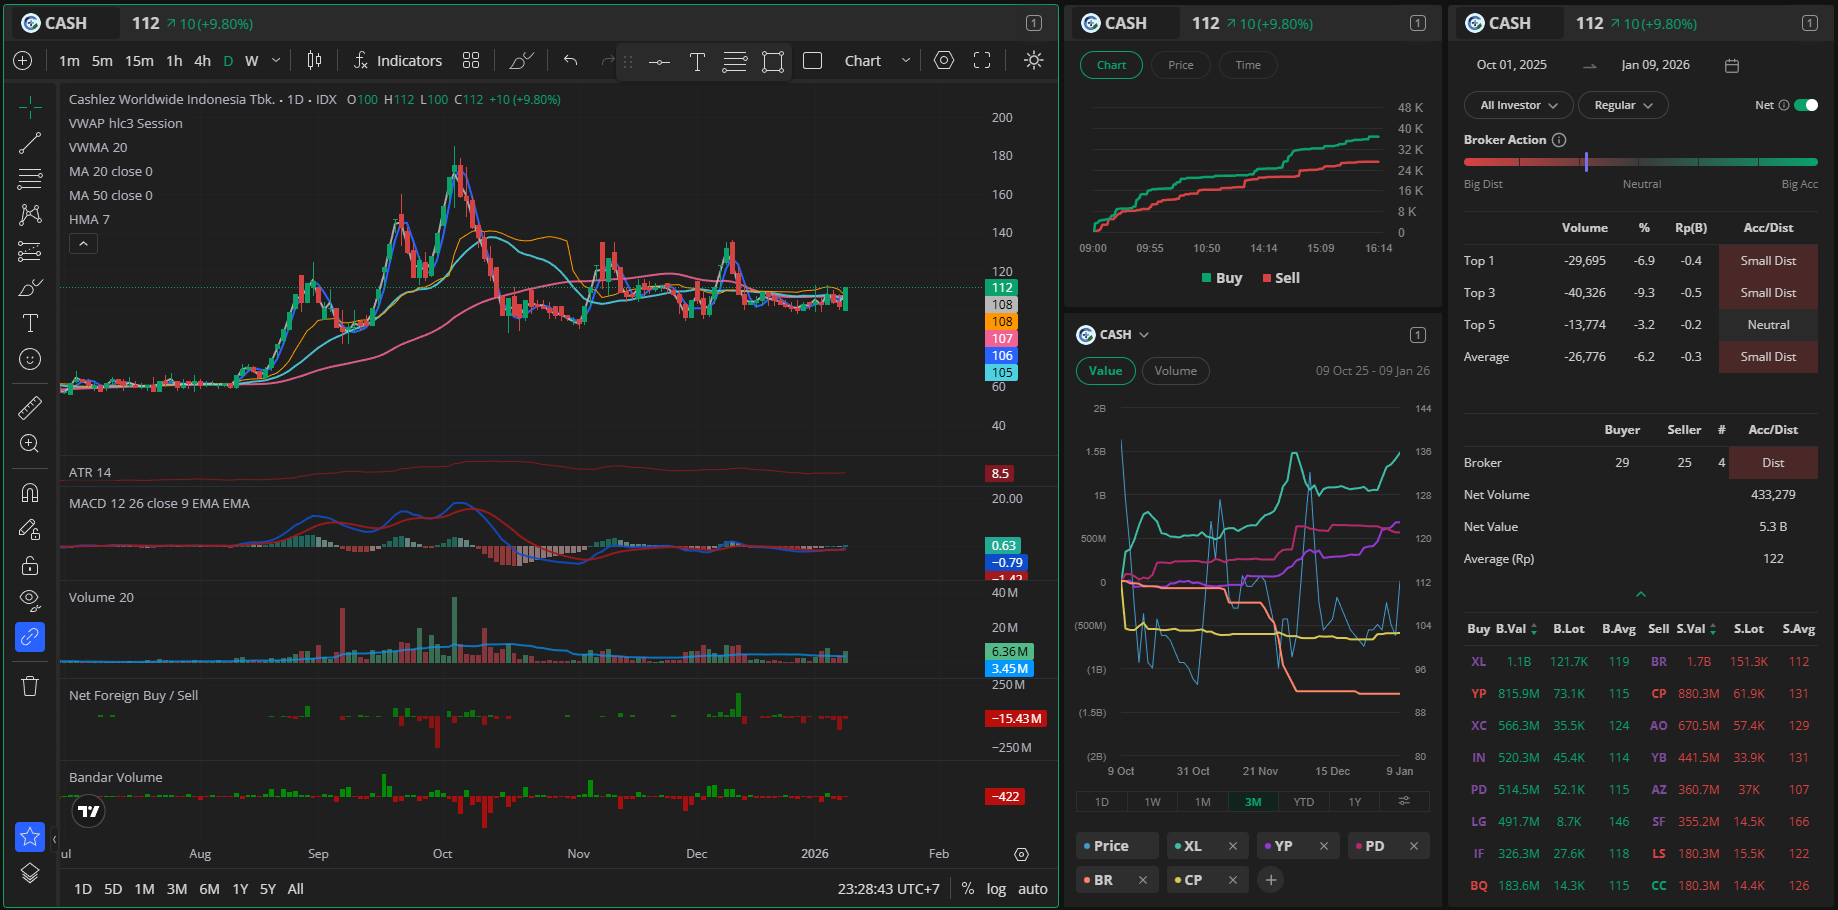 CASH 112 10 (+9.80%) 1
1m 5m 15m 1h 4h D W Indicators T Chart
Cashlez Worldwide Indonesia Tbk. · 1D · IDX O100 H112 L100 C112 +10 (+9.80%)
VWAP hlc3 Session
VWMA 20
MA 20 close 0
MA 50 close 0
HMA 7
200
180
160
140
120
112
108
108
107
106
105
60
40
ATR 14
8.5
MACD 12 26 close 9 EMA EMA
20.00
0.63
−0.79
−1.42
Volume 20
40 M
20 M
6.36 M
3.45 M
Net Foreign Buy / Sell
250 M
−15.43 M
−250 M
Bandar Volume
−422
ul Aug Sep Oct Nov Dec 2026 Feb
1D 5D 1M 3M 6M 1Y 5Y All 23:28:43 UTC+7 % log auto
CASH 112 10 (+9.80%) 1
Chart Price Time
48 K
40 K
32 K
24 K
16 K
8 K
0
09:00 09:55 10:50 14:14 15:09 16:14
Buy Sell
CASH 1
Value Volume 09 Oct 25 - 09 Jan 26
2B 144
1.5B 136
1B 128
500M 120
0 112
(500M) 104
(1B) 96
(1.5B) 88
(2B) 80
9 Oct 31 Oct 21 Nov 15 Dec 9 Jan
1D 1W 1M 3M YTD 1Y
Price XL × YP × PD ×
BR × CP × +
CASH 112 10 (+9.80%) 1
Oct 01, 2025 → Jan 09, 2026
All Investor Regular Net
Broker Action
Big Dist Neutral Big Acc
Volume % Rp(B) Acc/Dist
Top 1 -29,695 -6.9 -0.4 Small Dist
Top 3 -40,326 -9.3 -0.5 Small Dist
Top 5 -13,774 -3.2 -0.2 Neutral
Average -26,776 -6.2 -0.3 Small Dist
Buyer Seller # Acc/Dist
Broker 29 25 4 Dist
Net Volume 433,279
Net Value 5.3 B
Average (Rp) 122
Buy B.Val B.Lot B.Avg Sell S.Val S.Lot S.Avg
XL 1.1B 121.7K 119 BR 1.7B 151.3K 112
YP 815.9M 73.1K 115 CP 880.3M 61.9K 131
XC 566.3M 35.5K 124 AO 670.5M 57.4K 129
IN 520.3M 45.4K 114 YB 441.5M 33.9K 131
PD 514.5M 52.1K 115 AZ 360.7M 37K 107
LG 491.7M 8.7K 146 SF 355.2M 14.5K 166
IF 326.3M 27.6K 118 LS 180.3M 15.5K 122
BQ 183.6M 14.3K 115 CC 180.3M 14.4K 126